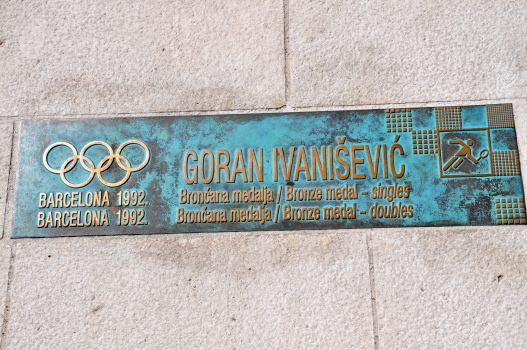 GORAN IVANIŠEVIĆ
BARCELONA 1992. Brončana medalja / Bronze medal – singles
BARCELONA 1992. Brončana medalja / Bronze medal – doubles